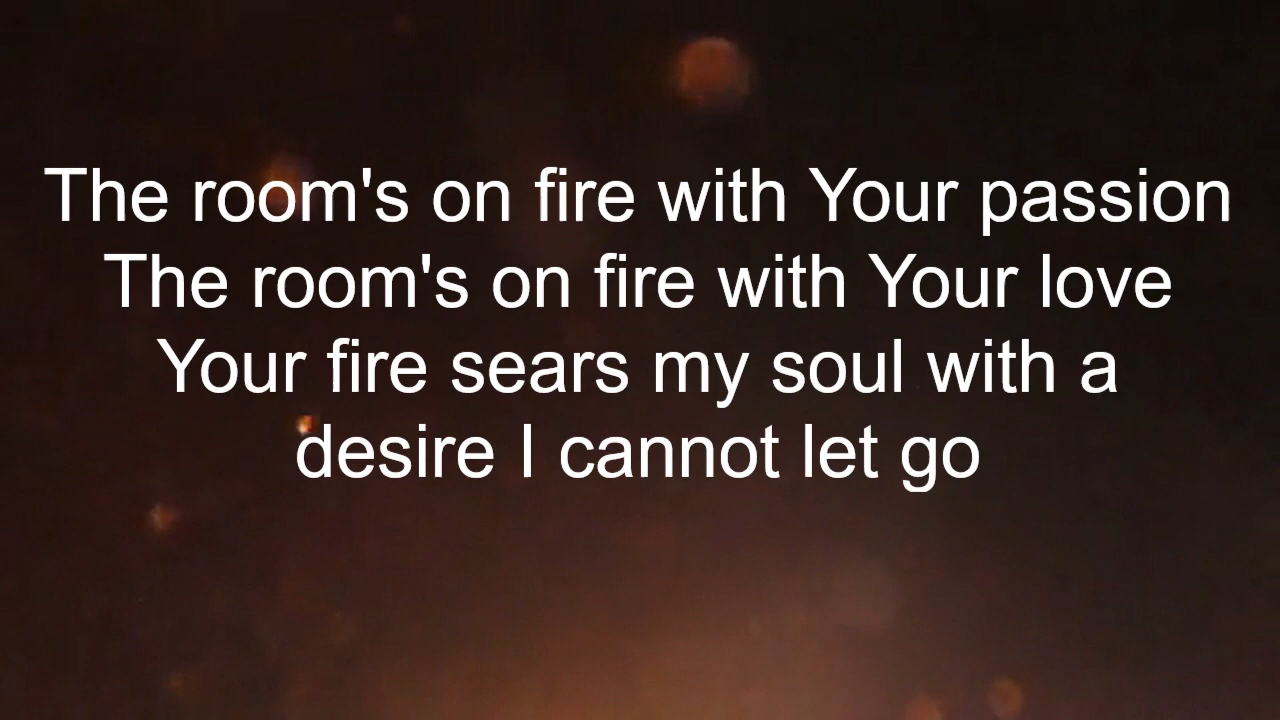 The room's on fire with Your passion
The room's on fire with Your love
Your fire sears my soul with a
desire I cannot let go